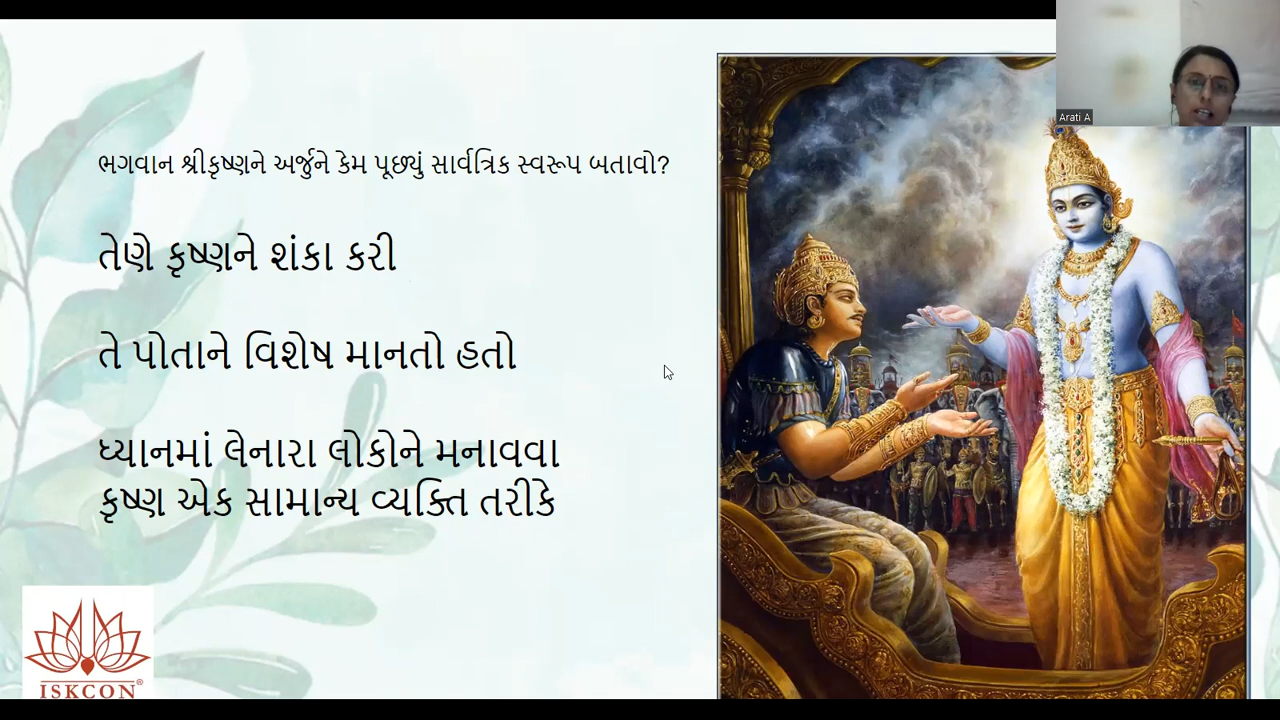 Arati A
ભગવાન શ્રીકૃષ્ણને અર્જુને કેમ પૂછ્યું સાર્વત્રિક સ્વરૂપ બતાવો?
તેણે કૃષ્ણને શંકા કરી
તે પોતાને વિશેષ માનતો હતો
ધ્યાનમાં લેનારા લોકોને મનાવવા
કૃષ્ણ એક સામાન્ય વ્યક્તિ તરીકે
ISKCON®